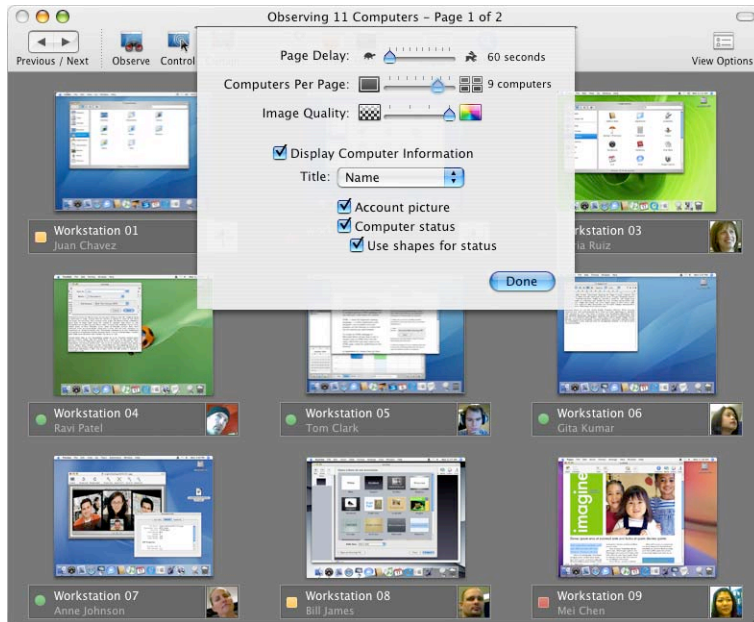 Observing 11 Computers – Page 1 of 2
Previous / Next
Observe
Control
View Options
Page Delay:
60 seconds
Computers Per Page:
9 computers
Image Quality:
Display Computer Information
Title:
Name
Account picture
Computer status
Use shapes for status
Done
Workstation 01
Juan Chavez
Workstation 03
Ruiz
Workstation 04
Ravi Patel
Workstation 05
Tom Clark
Workstation 06
Gita Kumar
imagine
Workstation 07
Anne Johnson
Workstation 08
Bill James
Workstation 09
Mei Chen